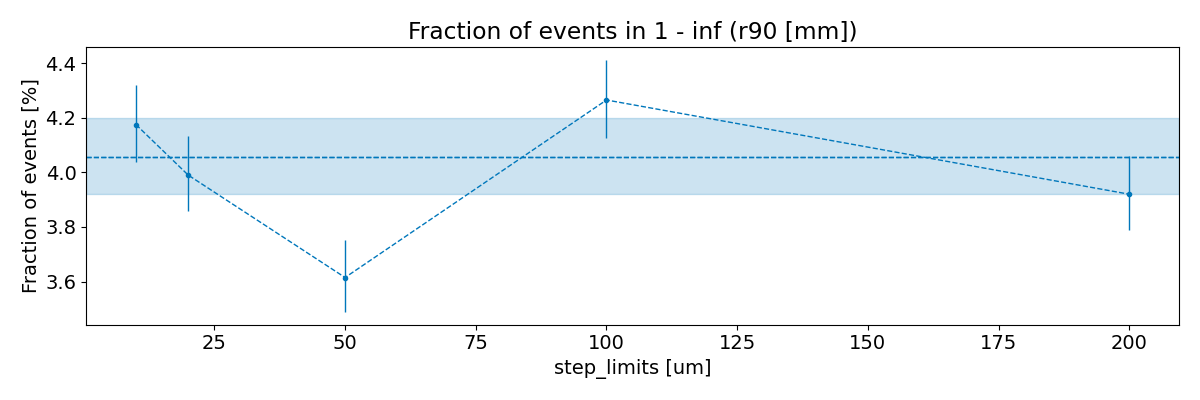 Fraction of events in 1 - inf (r90 [mm])
Fraction of events [%]
4.4
4.2
4.0
3.8
3.6
25 50 75 100 125 150 175 200
step_limits [um]